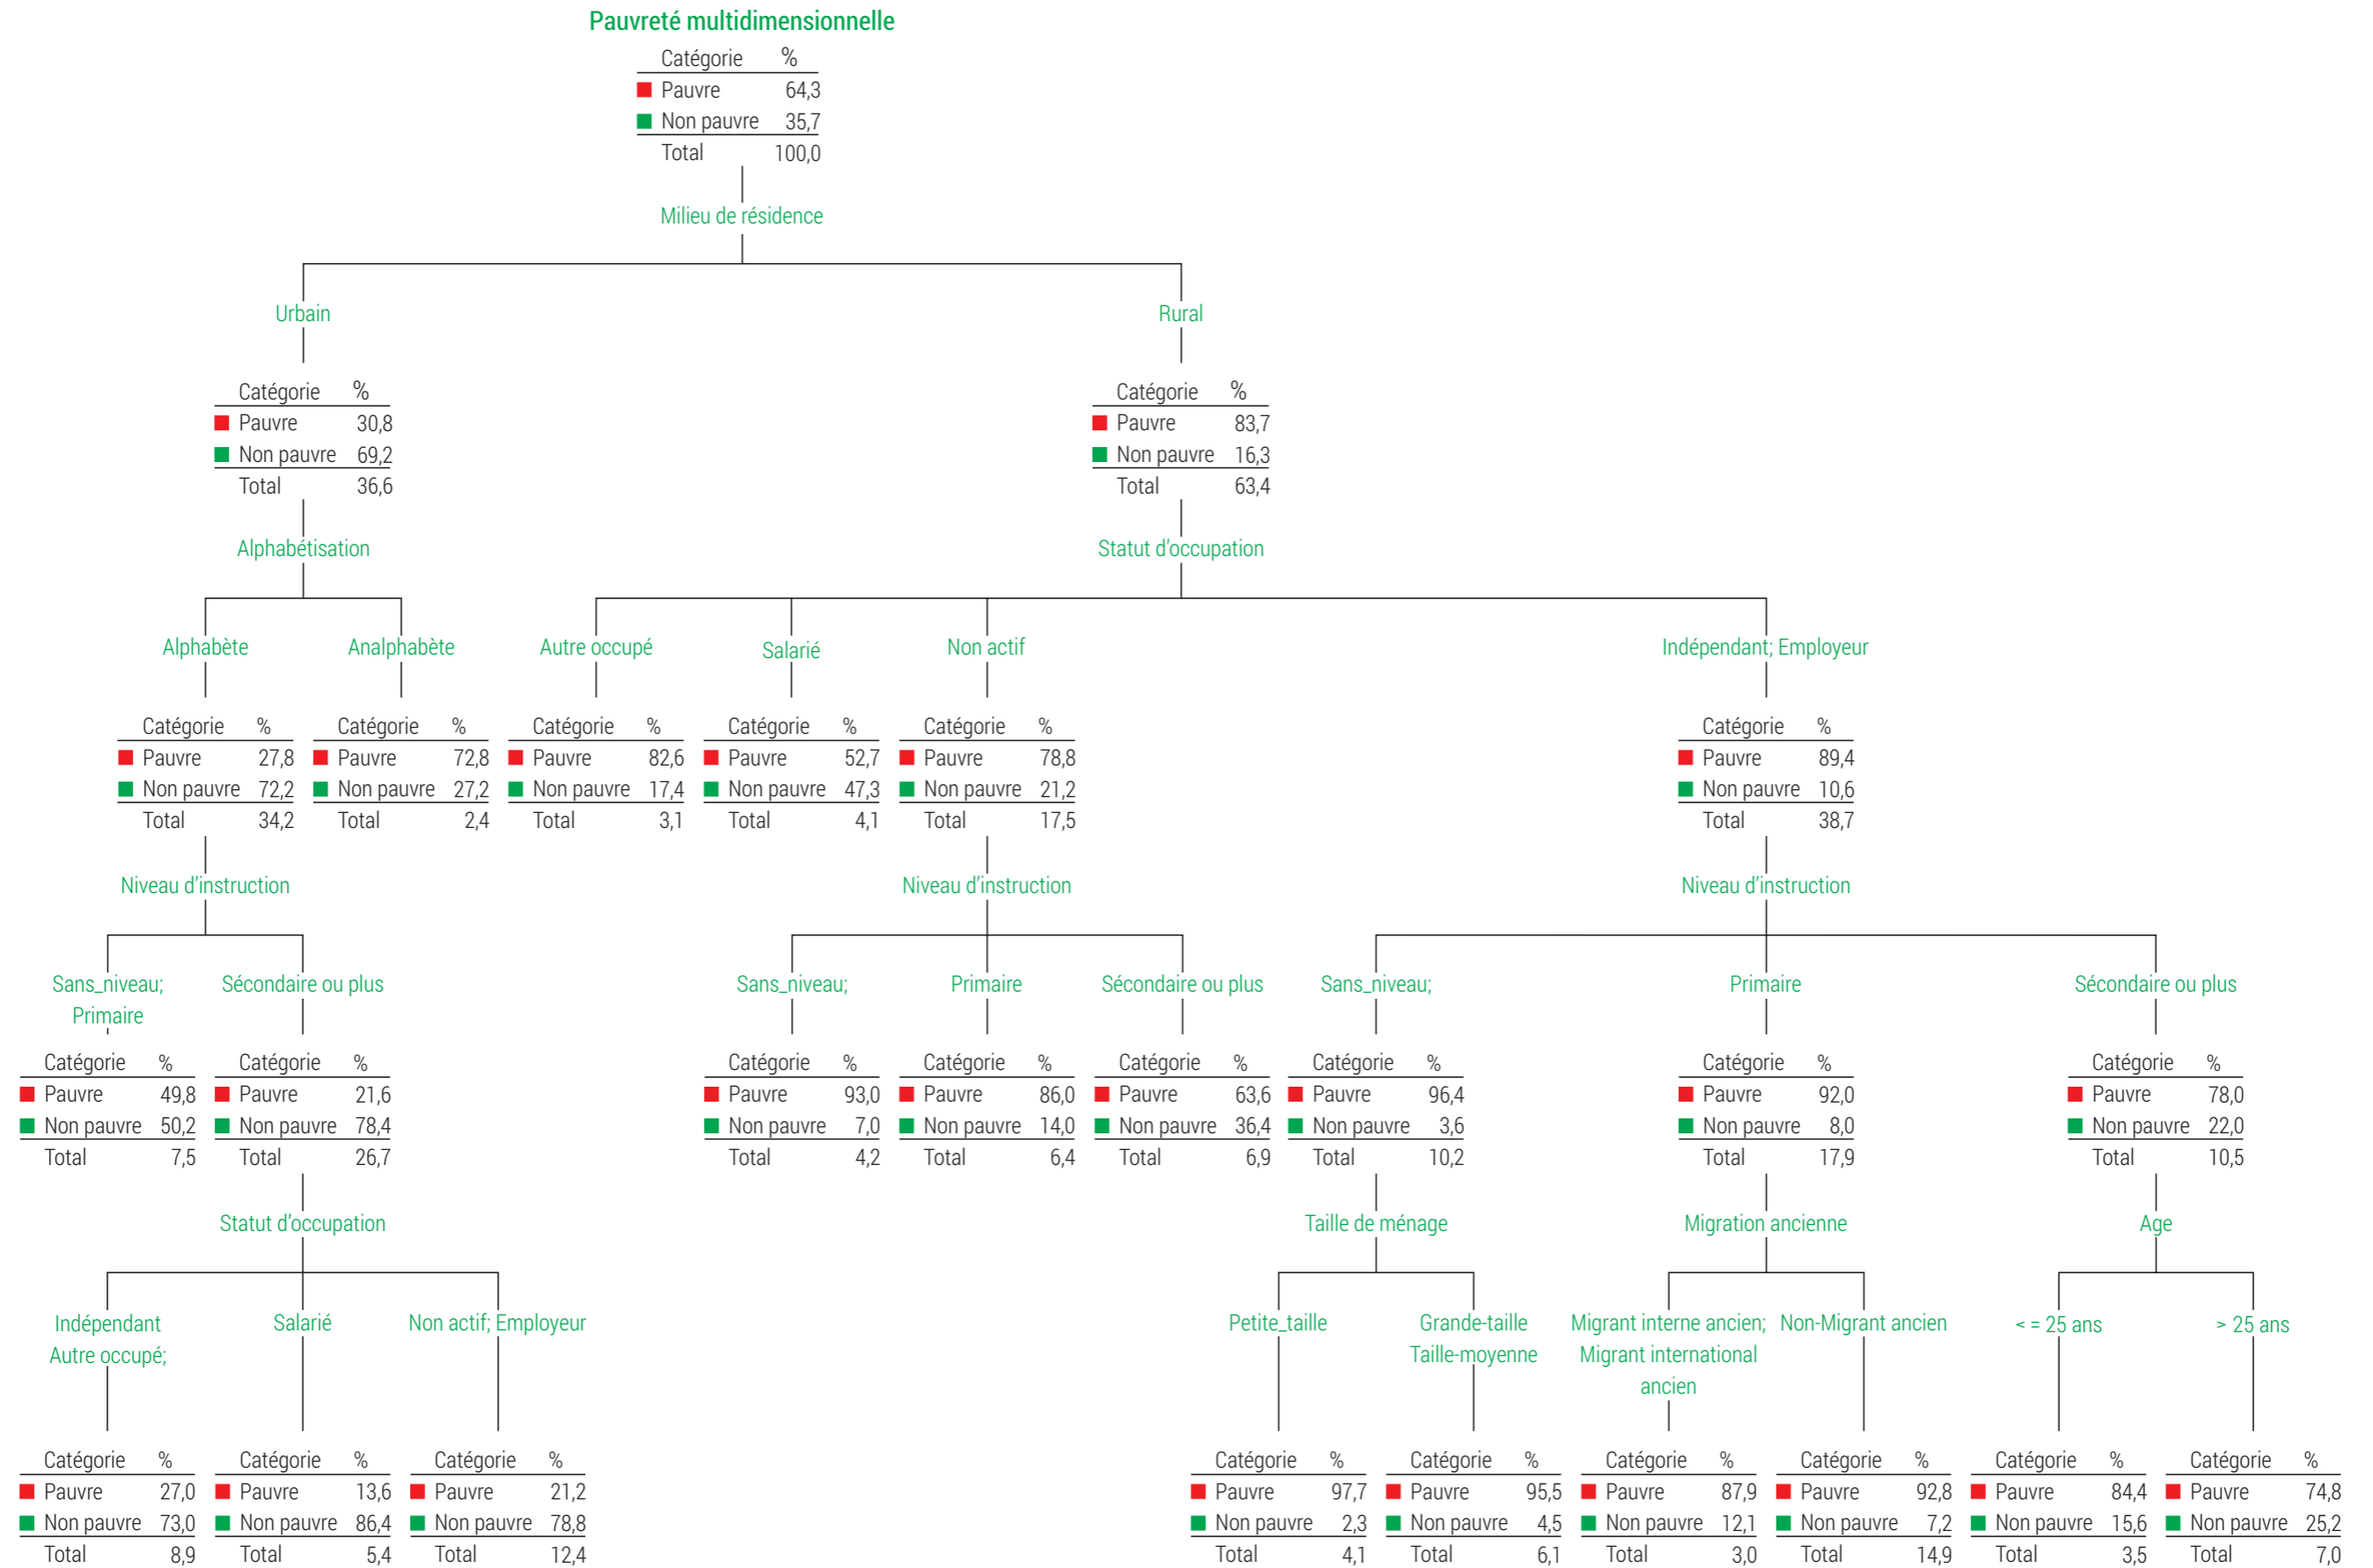 Pauvreté multidimensionnelle
Catégorie %
Pauvre 64,3
Non pauvre 35,7
Total 100,0
Milieu de résidence
Urbain
Rural
Catégorie %
Pauvre 30,8
Non pauvre 69,2
Total 36,6
Catégorie %
Pauvre 83,7
Non pauvre 16,3
Total 63,4
Alphabétisation
Statut d'occupation
Alphabète
Analphabète
Autre occupé
Salarié
Non actif
Indépendant; Employeur
Catégorie %
Pauvre 27,8
Non pauvre 72,2
Total 34,2
Catégorie %
Pauvre 72,8
Non pauvre 27,2
Total 2,4
Catégorie %
Pauvre 82,6
Non pauvre 17,4
Total 3,1
Catégorie %
Pauvre 52,7
Non pauvre 47,3
Total 4,1
Catégorie %
Pauvre 78,8
Non pauvre 21,2
Total 17,5
Catégorie %
Pauvre 89,4
Non pauvre 10,6
Total 38,7
Niveau d'instruction
Niveau d'instruction
Niveau d'instruction
Sans_niveau;
Primaire
Sécondaire ou plus
Sans_niveau;
Primaire
Sécondaire ou plus
Sans_niveau;
Primaire
Sécondaire ou plus
Catégorie %
Pauvre 49,8
Non pauvre 50,2
Total 7,5
Catégorie %
Pauvre 21,6
Non pauvre 78,4
Total 26,7
Catégorie %
Pauvre 93,0
Non pauvre 7,0
Total 4,2
Catégorie %
Pauvre 86,0
Non pauvre 14,0
Total 6,4
Catégorie %
Pauvre 63,6
Non pauvre 36,4
Total 6,9
Catégorie %
Pauvre 96,4
Non pauvre 3,6
Total 10,2
Catégorie %
Pauvre 92,0
Non pauvre 8,0
Total 17,9
Catégorie %
Pauvre 78,0
Non pauvre 22,0
Total 10,5
Statut d'occupation
Taille de ménage
Migration ancienne
Age
Indépendant
Autre occupé;
Salarié
Non actif; Employeur
Petite_taille
Grande-taille
Taille-moyenne
Migrant interne ancien;
Migrant international
ancien
Non-Migrant ancien
< = 25 ans
> 25 ans
Catégorie %
Pauvre 27,0
Non pauvre 73,0
Total 8,9
Catégorie %
Pauvre 13,6
Non pauvre 86,4
Total 5,4
Catégorie %
Pauvre 21,2
Non pauvre 78,8
Total 12,4
Catégorie %
Pauvre 97,7
Non pauvre 2,3
Total 4,1
Catégorie %
Pauvre 95,5
Non pauvre 4,5
Total 6,1
Catégorie %
Pauvre 87,9
Non pauvre 12,1
Total 3,0
Catégorie %
Pauvre 92,8
Non pauvre 7,2
Total 14,9
Catégorie %
Pauvre 84,4
Non pauvre 15,6
Total 3,5
Catégorie %
Pauvre 74,8
Non pauvre 25,2
Total 7,0